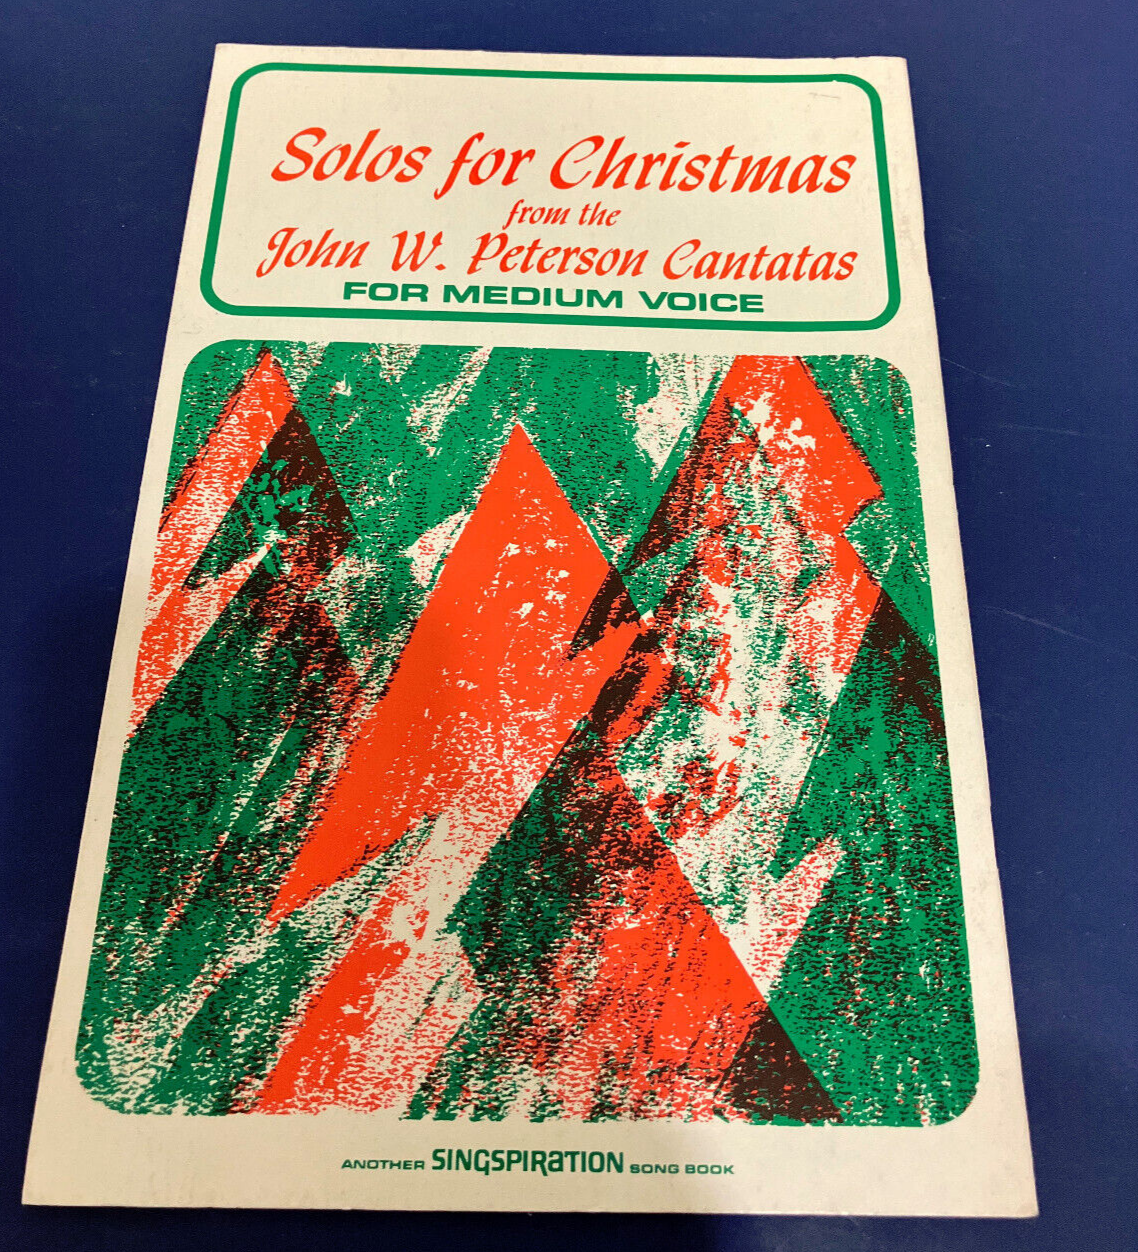 Solos for Christmas
from the
John W. Peterson Cantatas
FOR MEDIUM VOICE
ANOTHER SINGSPIRATION SONG BOOK